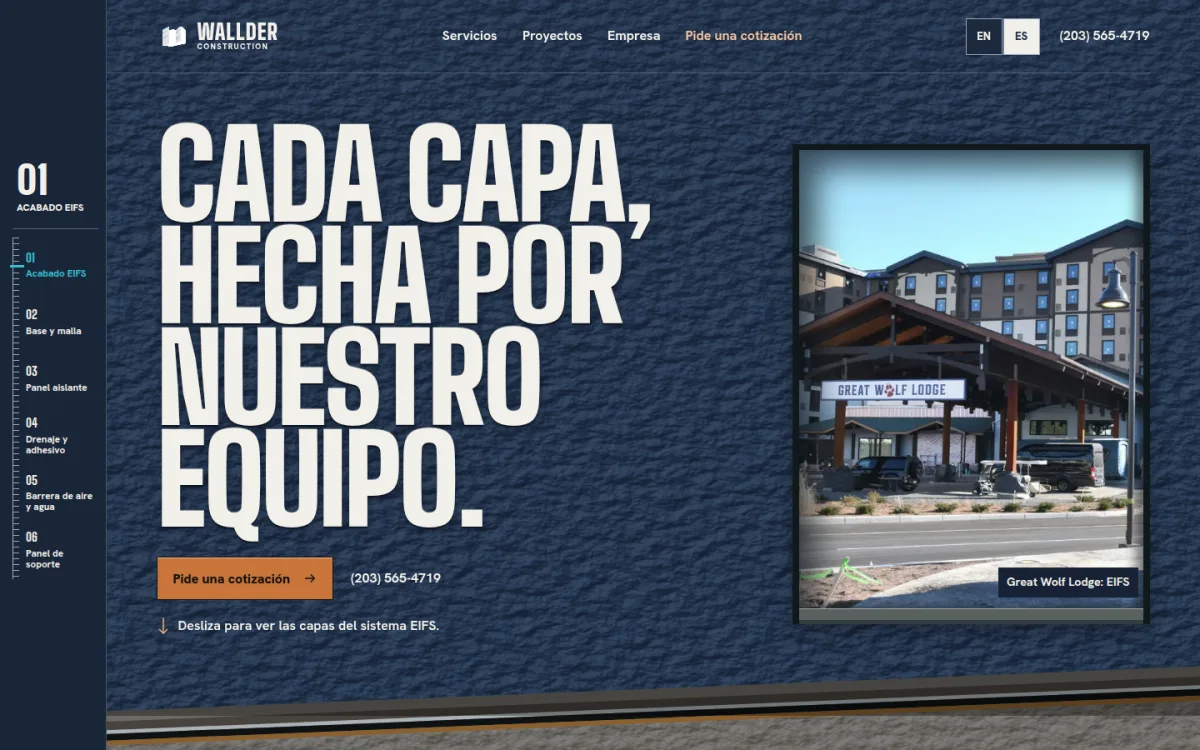 WALLDER
CONSTRUCTION
Servicios
Proyectos
Empresa
Pide una cotización
EN
ES
(203) 565-4719
01
ACABADO EIFS
01
Acabado EIFS
02
Base y malla
03
Panel aislante
04
Drenaje y
adhesivo
05
Barrera de aire
y agua
06
Panel de
soporte
CADA CAPA,
HECHA POR
NUESTRO
EQUIPO.
Pide una cotización →
(203) 565-4719
↓ Desliza para ver las capas del sistema EIFS.
GREAT WOLF LODGE
Great Wolf Lodge: EIFS